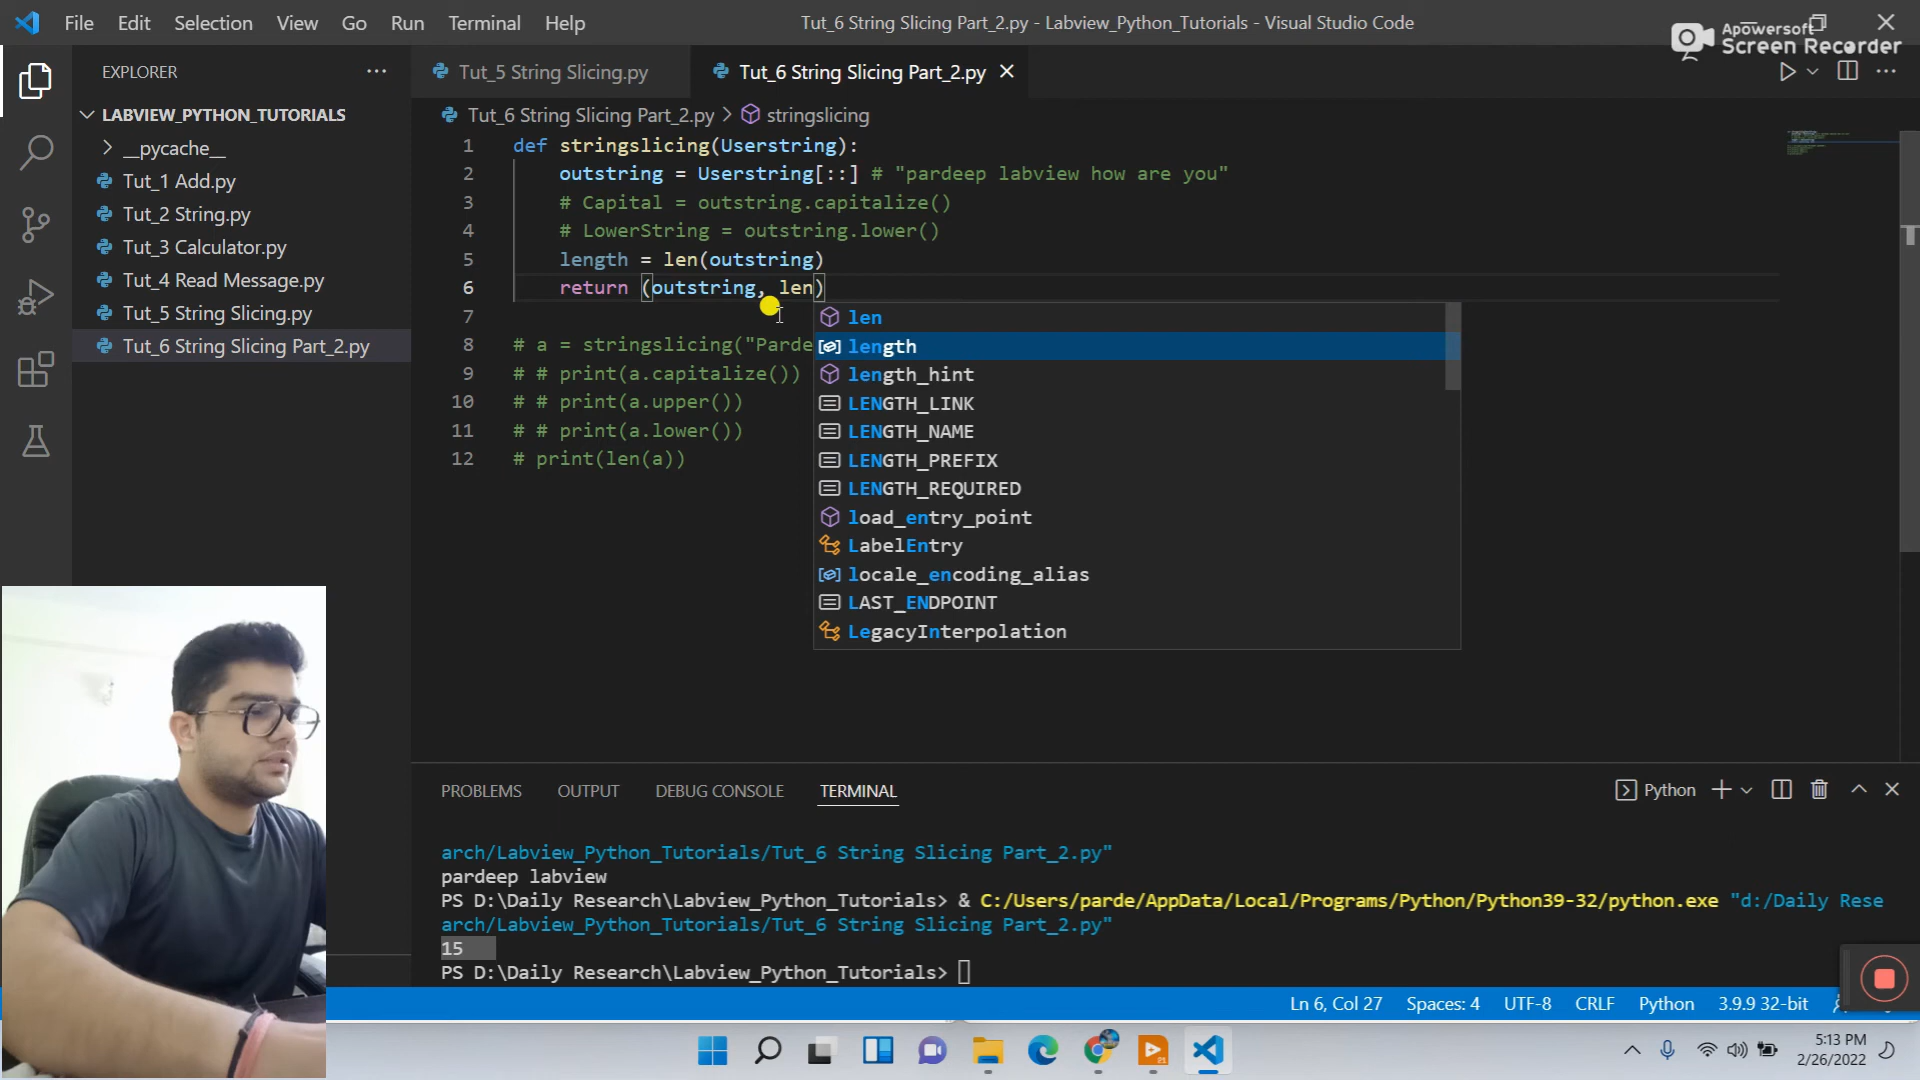 File Edit Selection View Go Run Terminal Help Tut_6 String Slicing Part_2.py - Labview_Python_Tutorials - Visual Studio Code
Apowersoft
Screen Recorder
EXPLORER
Tut_5 String Slicing.py Tut_6 String Slicing Part_2.py
LABVIEW_PYTHON_TUTORIALS
__pycache__
Tut_1 Add.py
Tut_2 String.py
Tut_3 Calculator.py
Tut_4 Read Message.py
Tut_5 String Slicing.py
Tut_6 String Slicing Part_2.py
Tut_6 String Slicing Part_2.py > stringslicing
1 def stringslicing(Userstring):
2 outstring = Userstring[::] # "pardeep labview how are you"
3 # Capital = outstring.capitalize()
4 # LowerString = outstring.lower()
5 length = len(outstring)
6 return (outstring, len)
7
8 # a = stringslicing("Parde
9 # # print(a.capitalize())
10 # # print(a.upper())
11 # # print(a.lower())
12 # print(len(a))
len
length
length_hint
LENGTH_LINK
LENGTH_NAME
LENGTH_PREFIX
LENGTH_REQUIRED
load_entry_point
LabelEntry
locale_encoding_alias
LAST_ENDPOINT
LegacyInterpolation
PROBLEMS OUTPUT DEBUG CONSOLE TERMINAL Python
arch/Labview_Python_Tutorials/Tut_6 String Slicing Part_2.py"
pardeep labview
PS D:\Daily Research\Labview_Python_Tutorials> & C:/Users/parde/AppData/Local/Programs/Python/Python39-32/python.exe "d:/Daily Rese
arch/Labview_Python_Tutorials/Tut_6 String Slicing Part_2.py"
15
PS D:\Daily Research\Labview_Python_Tutorials>
Ln 6, Col 27 Spaces: 4 UTF-8 CRLF Python 3.9.9 32-bit
5:13 PM
2/26/2022